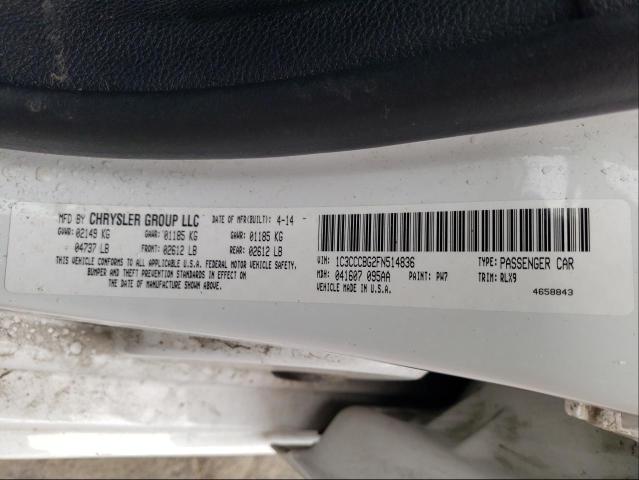 MFD BY CHRYSLER GROUP LLC DATE OF MFR(BUILT): 4-14
GVWR: 02149 KG GAWR: 01185 KG GAWR: 01185 KG
04737 LB FRONT: 02612 LB REAR: 02612 LB
THIS VEHICLE CONFORMS TO ALL APPLICABLE U.S.A. FEDERAL MOTOR VEHICLE SAFETY,
BUMPER AND THEFT PREVENTION STANDARDS IN EFFECT ON
THE DATE OF MANUFACTURE SHOWN ABOVE.
VIN: 1C3CCCBG2FN514836 TYPE: PASSENGER CAR
MDH: 041607 095AA PAINT: PW7 TRIM: RLX9
VEHICLE MADE IN U.S.A. 4658843